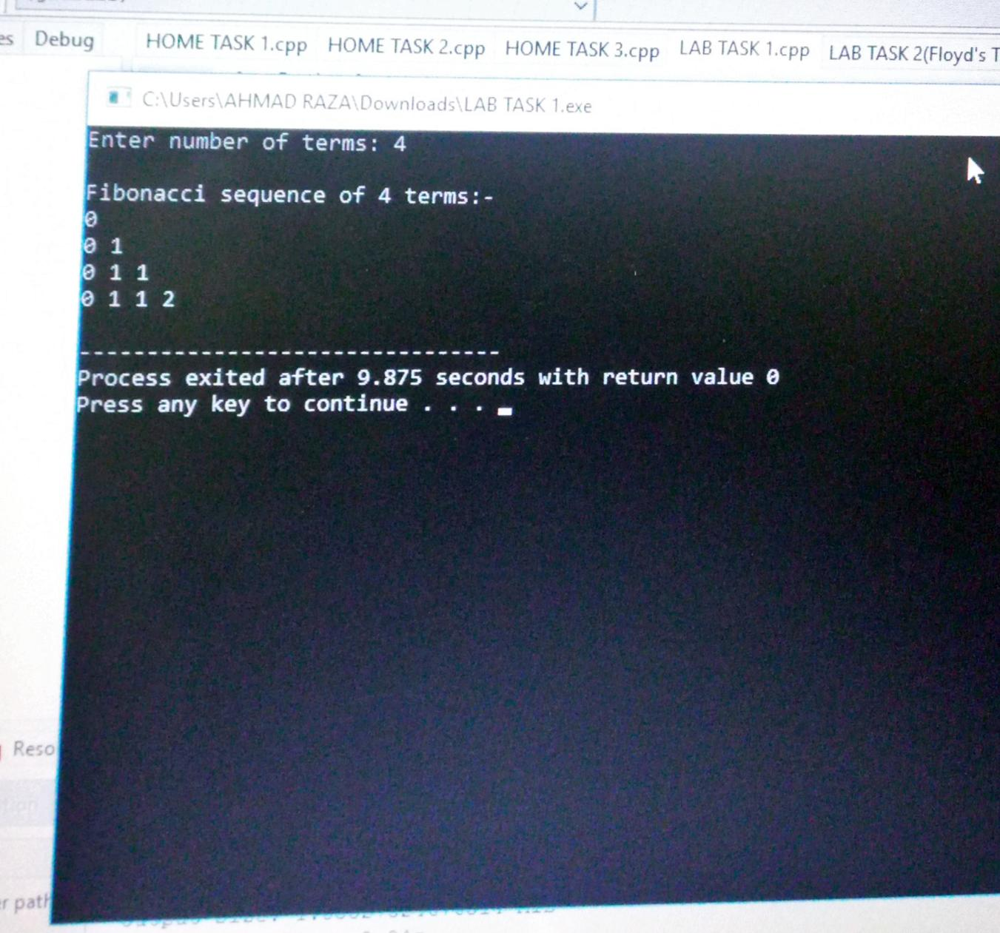 Debug
HOME TASK 1.cpp HOME TASK 2.cpp HOME TASK 3.cpp LAB TASK 1.cpp LAB TASK 2(Floyd's T
C:\Users\AHMAD RAZA\Downloads\LAB TASK 1.exe
Enter number of terms: 4
Fibonacci sequence of 4 terms:-
0
0 1
0 1 1
0 1 1 2
--------------------------------
Process exited after 9.875 seconds with return value 0
Press any key to continue . . .
Reso
path